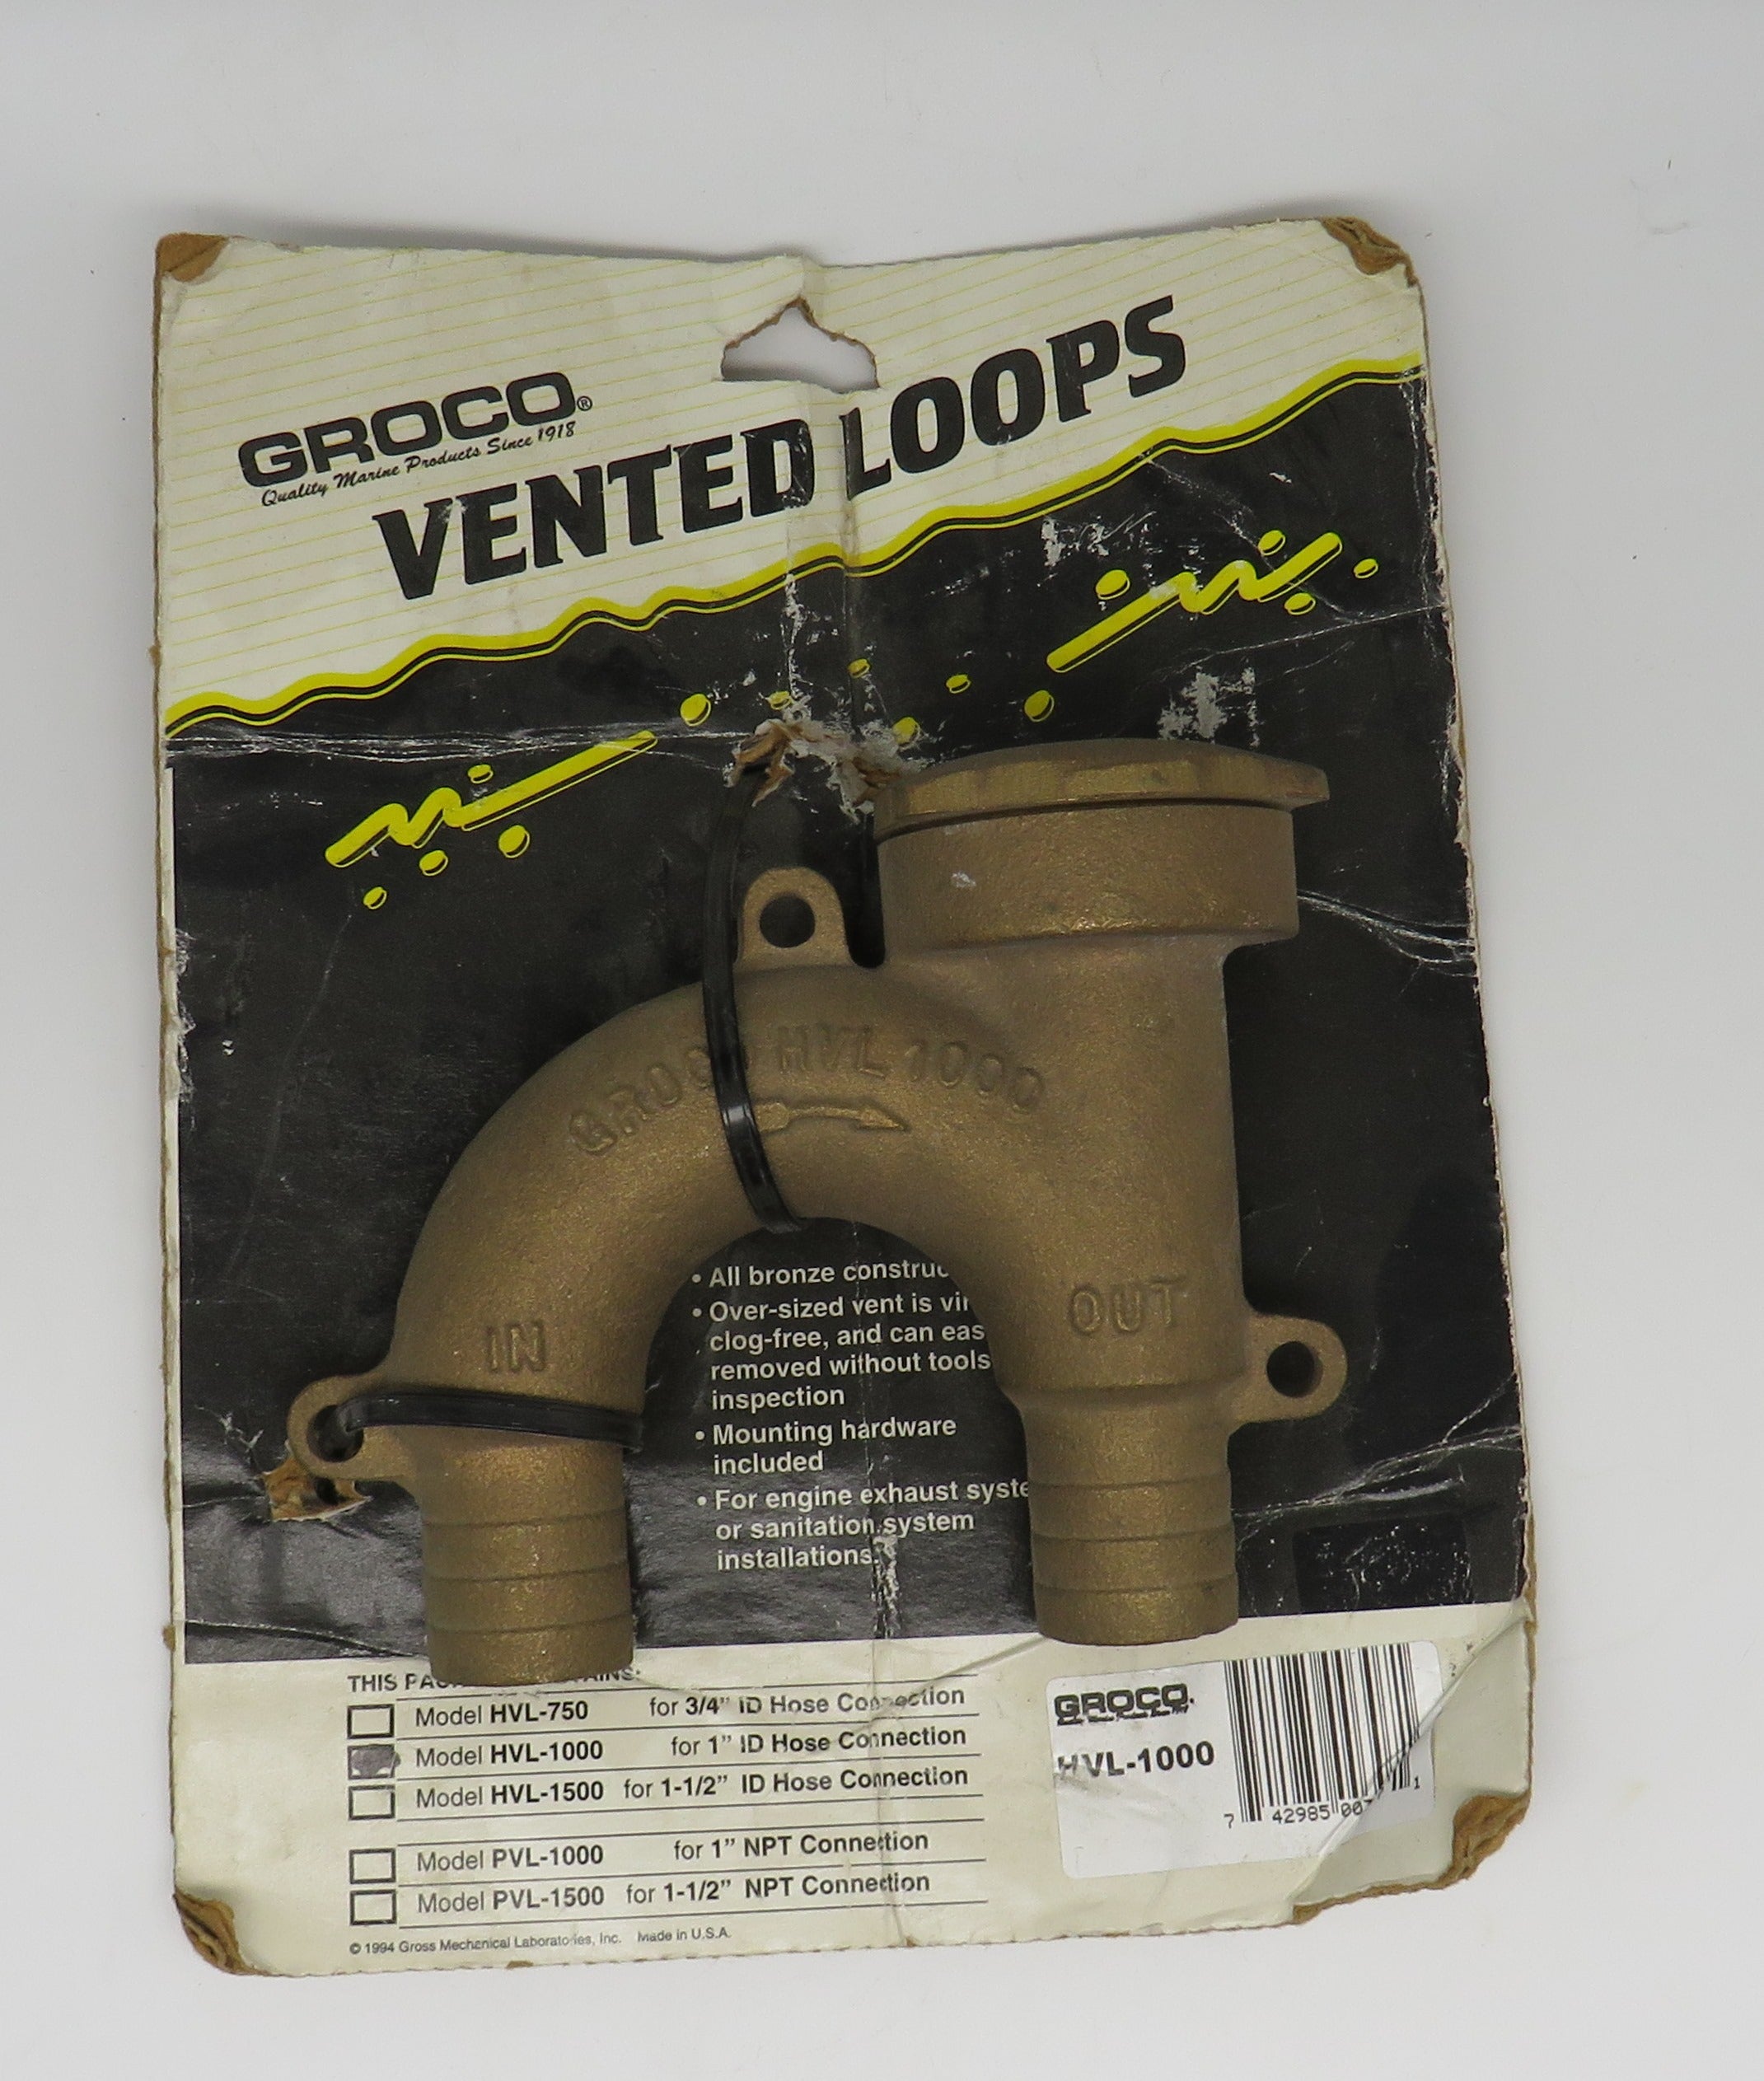 GROCO®
Quality Marine Products Since 1918
VENTED LOOPS
GROCO HVL 1000
IN
OUT
• All bronze construc
• Over-sized vent is vir
clog-free, and can eas
removed without tools
inspection
• Mounting hardware
included
• For engine exhaust syste
or sanitation system
installations.
THIS
Model HVL-750 for 3/4” ID Hose Connection
Model HVL-1000 for 1” ID Hose Connection
Model HVL-1500 for 1-1/2” ID Hose Connection
Model PVL-1000 for 1” NPT Connection
Model PVL-1500 for 1-1/2” NPT Connection
© 1994 Gross Mechanical Laboratories, Inc. Made in U.S.A.
GROCO.
HVL-1000
7 42985 00 1